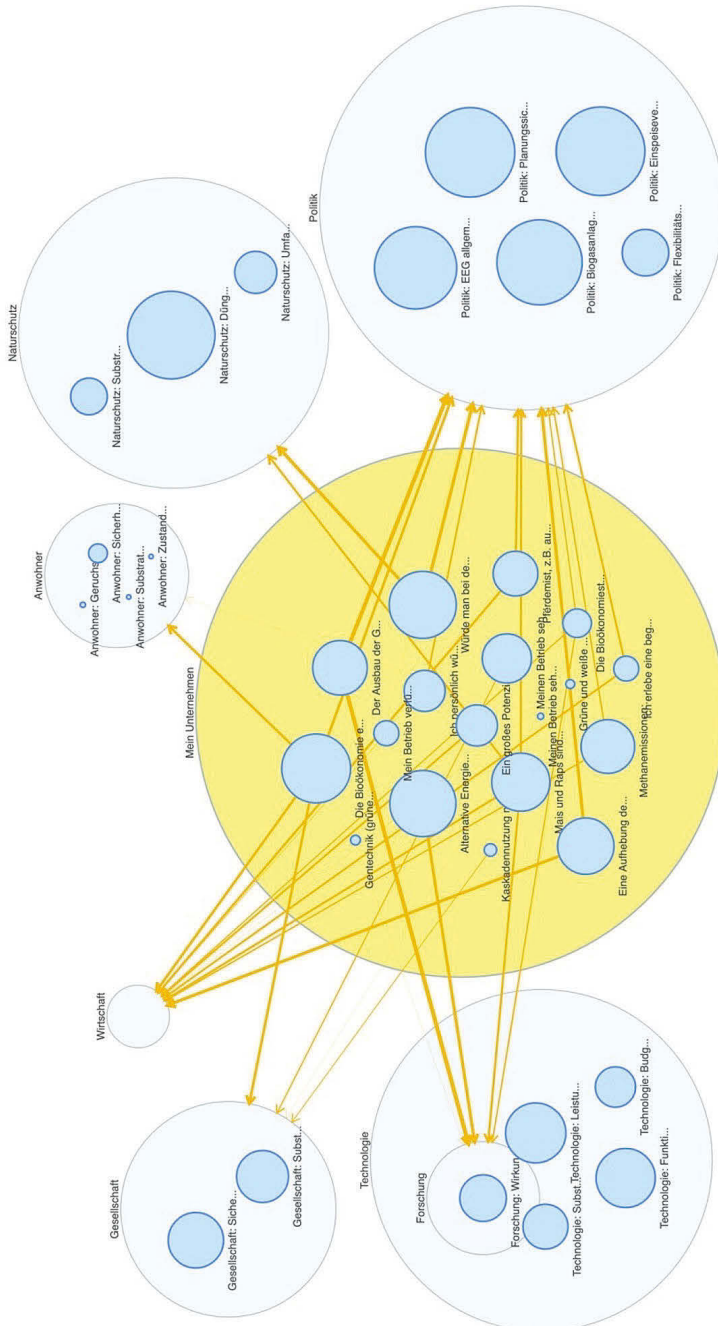 Gesellschaft
Gesellschaft: Siche...
Gesellschaft: Subst...
Wirtschaft
Anwohner
Anwohner: Geruchs
Anwohner: Sicherh...
Anwohner: Substrat...
Anwohner: Zustand...
Naturschutz
Naturschutz: Substr...
Naturschutz: Düng...
Naturschutz: Umfa...
Technologie
Forschung
Forschung: Wirkun
Technologie: Subst...
Technologie: Leistu...
Technologie: Funkti...
Technologie: Budg...
Mein Unternehmen
Die Bioökonomie e...
Gentechnik (grüne...
Der Ausbau der G...
Mein Betrieb verfü...
Würde man bei de...
Alternative Energie...
Ich persönlich wü...
Kaskadennutzung
Ein großes Potenzi
Meinen Betrieb seh...
Pferdemist, z.B. au...
Mais und Raps sind...
Meinen Betrieb seh...
Grüne und weiße ...
Die Bioökonomiest...
Eine Aufhebung de...
Methanemissionen
Ich erlebe eine beg...
Politik
Politik: EEG allgem...
Politik: Planungssic...
Politik: Biogasanlag...
Politik: Einspeiseve...
Politik: Flexibilitäts...